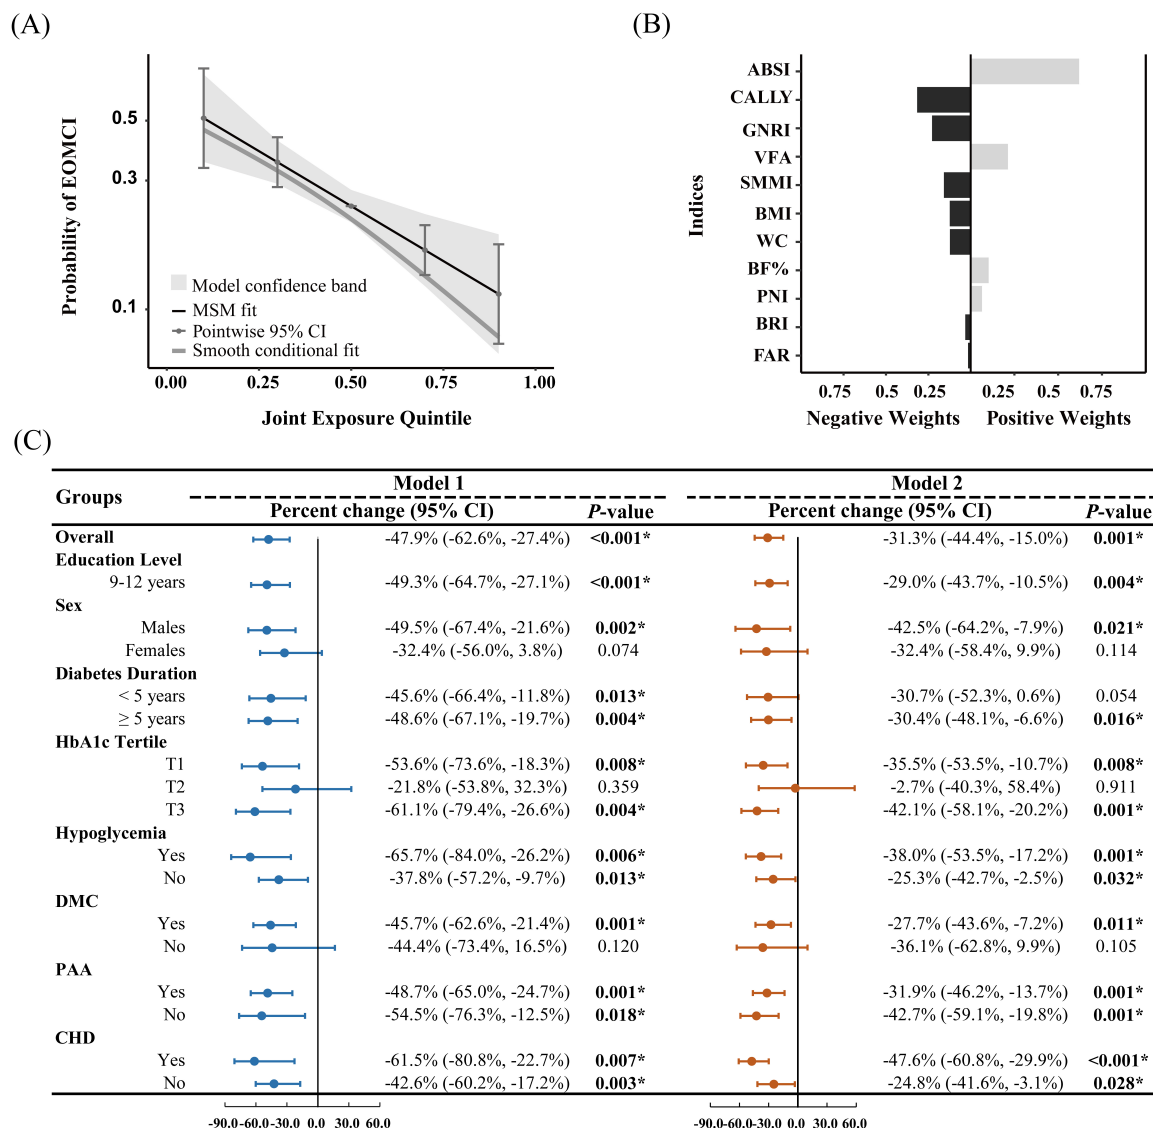 (A)
Probability of EOMCI
0.5
0.3
0.1
Model confidence band
MSM fit
Pointwise 95% CI
Smooth conditional fit
0.00 0.25 0.50 0.75 1.00
Joint Exposure Quintile
(B)
Indices
ABSI
CALLY
GNRI
VFA
SMMI
BMI
WC
BF%
PNI
BRI
FAR
0.75 0.5 0.25 0.25 0.5 0.75
Negative Weights Positive Weights
(C)
Groups Model 1 Model 2
Percent change (95% CI) P-value Percent change (95% CI) P-value
Overall -47.9% (-62.6%, -27.4%) <0.001* -31.3% (-44.4%, -15.0%) 0.001*
Education Level
9-12 years -49.3% (-64.7%, -27.1%) <0.001* -29.0% (-43.7%, -10.5%) 0.004*
Sex
Males -49.5% (-67.4%, -21.6%) 0.002* -42.5% (-64.2%, -7.9%) 0.021*
Females -32.4% (-56.0%, 3.8%) 0.074 -32.4% (-58.4%, 9.9%) 0.114
Diabetes Duration
< 5 years -45.6% (-66.4%, -11.8%) 0.013* -30.7% (-52.3%, 0.6%) 0.054
≥ 5 years -48.6% (-67.1%, -19.7%) 0.004* -30.4% (-48.1%, -6.6%) 0.016*
HbA1c Tertile
T1 -53.6% (-73.6%, -18.3%) 0.008* -35.5% (-53.5%, -10.7%) 0.008*
T2 -21.8% (-53.8%, 32.3%) 0.359 -2.7% (-40.3%, 58.4%) 0.911
T3 -61.1% (-79.4%, -26.6%) 0.004* -42.1% (-58.1%, -20.2%) 0.001*
Hypoglycemia
Yes -65.7% (-84.0%, -26.2%) 0.006* -38.0% (-53.5%, -17.2%) 0.001*
No -37.8% (-57.2%, -9.7%) 0.013* -25.3% (-42.7%, -2.5%) 0.032*
DMC
Yes -45.7% (-62.6%, -21.4%) 0.001* -27.7% (-43.6%, -7.2%) 0.011*
No -44.4% (-73.4%, 16.5%) 0.120 -36.1% (-62.8%, 9.9%) 0.105
PAA
Yes -48.7% (-65.0%, -24.7%) 0.001* -31.9% (-46.2%, -13.7%) 0.001*
No -54.5% (-76.3%, -12.5%) 0.018* -42.7% (-59.1%, -19.8%) 0.001*
CHD
Yes -61.5% (-80.8%, -22.7%) 0.007* -47.6% (-60.8%, -29.9%) <0.001*
No -42.6% (-60.2%, -17.2%) 0.003* -24.8% (-41.6%, -3.1%) 0.028*
-90.0 -60.0 -30.0 0.0 30.0 60.0 -90.0 -60.0 -30.0 0.0 30.0 60.0